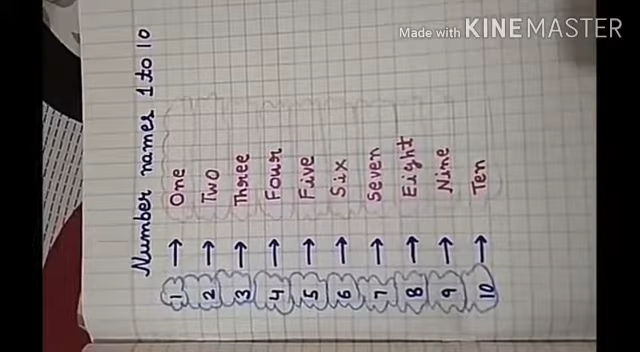 Made with KINEMASTER
Number names 1 to 10
1 → One
2 → Two
3 → Three
4 → Four
5 → Five
6 → Six
7 → Seven
8 → Eight
9 → Nine
10 → Ten